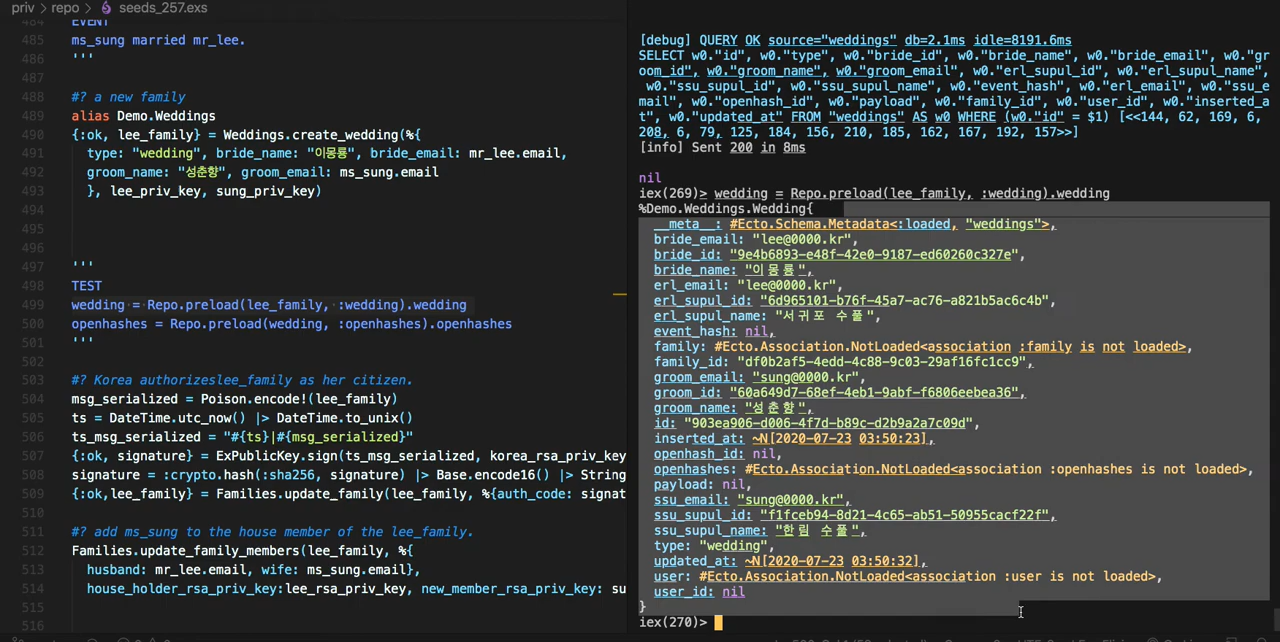 priv > repo > seeds_257.exs
484 EVENT
485 ms_sung married mr_lee.
486 '''
487
488 #? a new family
489 alias Demo.Weddings
490 {:ok, lee_family} = Weddings.create_wedding(%{
491 type: "wedding", bride_name: "이몽룡", bride_email: mr_lee.email,
492 groom_name: "성춘향", groom_email: ms_sung.email
493 }, lee_priv_key, sung_priv_key)
494
495
496
497 '''
498 TEST
499 wedding = Repo.preload(lee_family, :wedding).wedding
500 openhashes = Repo.preload(wedding, :openhashes).openhashes
501 '''
502
503 #? Korea authorizeslee_family as her citizen.
504 msg_serialized = Poison.encode!(lee_family)
505 ts = DateTime.utc_now() |> DateTime.to_unix()
506 ts_msg_serialized = "#{ts}|#{msg_serialized}"
507 {:ok, signature} = ExPublicKey.sign(ts_msg_serialized, korea_rsa_priv_key
508 signature = :crypto.hash(:sha256, signature) |> Base.encode16() |> String
509 {:ok,lee_family} = Families.update_family(lee_family, %{auth_code: signat
510
511 #? add ms_sung to the house member of the lee_family.
512 Families.update_family_members(lee_family, %{
513 husband: mr_lee.email, wife: ms_sung.email},
514 house_holder_rsa_priv_key:lee_rsa_priv_key, new_member_rsa_priv_key: su
515
516
[debug] QUERY OK source="weddings" db=2.1ms idle=8191.6ms
SELECT w0."id", w0."type", w0."bride_id", w0."bride_name", w0."bride_email", w0."gr
oom_id", w0."groom_name", w0."groom_email", w0."erl_supul_id", w0."erl_supul_name",
w0."ssu_supul_id", w0."ssu_supul_name", w0."event_hash", w0."erl_email", w0."ssu_e
mail", w0."openhash_id", w0."payload", w0."family_id", w0."user_id", w0."inserted_a
t", w0."updated_at" FROM "weddings" AS w0 WHERE (w0."id" = $1) [<<144, 62, 169, 6,
208, 6, 79, 125, 184, 156, 210, 185, 162, 167, 192, 157>>]
[info] Sent 200 in 8ms
nil
iex(269)> wedding = Repo.preload(lee_family, :wedding).wedding
%Demo.Weddings.Wedding{
__meta__: #Ecto.Schema.Metadata<:loaded, "weddings">,
bride_email: "lee@0000.kr",
bride_id: "9e4b6893-e48f-42e0-9187-ed60260c327e",
bride_name: "이몽룡",
erl_email: "lee@0000.kr",
erl_supul_id: "6d965101-b76f-45a7-ac76-a821b5ac6c4b",
erl_supul_name: "서귀포 수풀",
event_hash: nil,
family: #Ecto.Association.NotLoaded<association :family is not loaded>,
family_id: "df0b2af5-4edd-4c88-9c03-29af16fc1cc9",
groom_email: "sung@0000.kr",
groom_id: "60a649d7-68ef-4eb1-9abf-f6806eebea36",
groom_name: "성춘향",
id: "903ea906-d006-4f7d-b89c-d2b9a2a7c09d",
inserted_at: ~N[2020-07-23 03:50:23],
openhash_id: nil,
openhashes: #Ecto.Association.NotLoaded<association :openhashes is not loaded>,
payload: nil,
ssu_email: "sung@0000.kr",
ssu_supul_id: "f1fceb94-8d21-4c65-ab51-50955cacf22f",
ssu_supul_name: "한림 수풀",
type: "wedding",
updated_at: ~N[2020-07-23 03:50:32],
user: #Ecto.Association.NotLoaded<association :user is not loaded>,
user_id: nil
}
iex(270)>